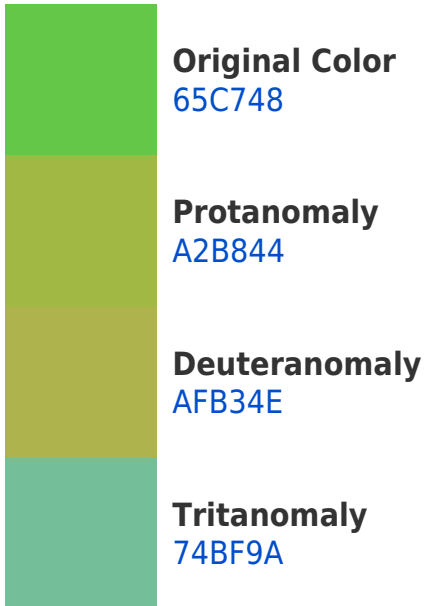 Original Color
65C748
Protanomaly
A2B844
Deuteranomaly
AFB34E
Tritanomaly
74BF9A